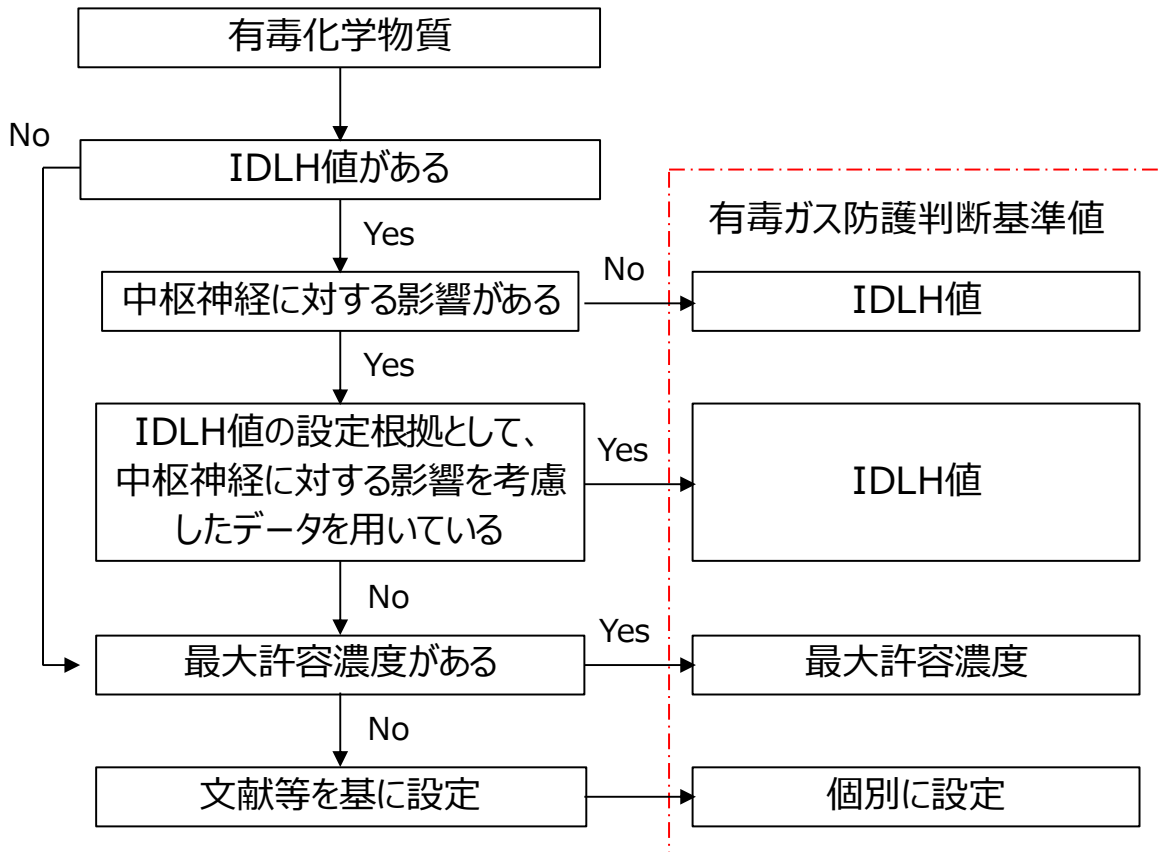 有毒化学物質
No
IDLH値がある
Yes
有毒ガス防護判断基準値
中枢神経に対する影響がある
No
IDLH値
Yes
IDLH値の設定根拠として、
中枢神経に対する影響を考慮
したデータを用いている
Yes
IDLH値
No
最大許容濃度がある
Yes
最大許容濃度
No
文献等を基に設定
個別に設定